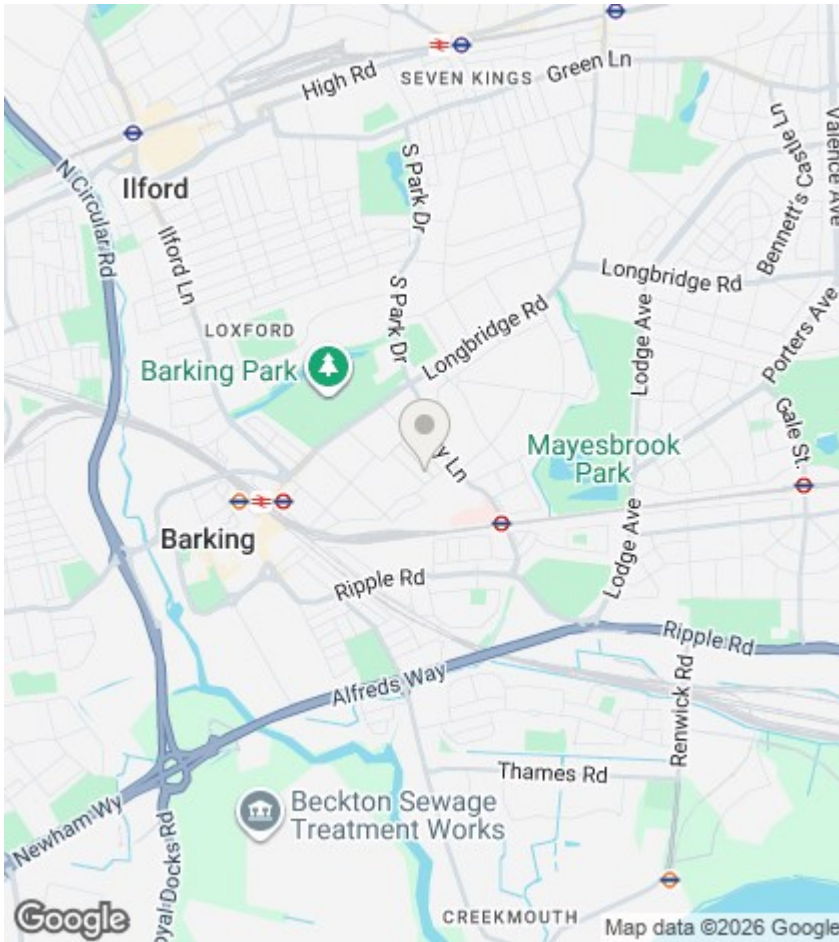 High Rd
SEVEN KINGS
Green Ln
Ilford
S Park Dr
Bennett's Castle Ln
Valence Ave
N Circular Rd
Ilford Ln
Longbridge Rd
LOXFORD
S Park Dr
Longbridge Rd
Lodge Ave
Porters Ave
Barking Park
Gale St.
Mayesbrook
Park
y Ln
Barking
Lodge Ave
Ripple Rd
Ripple Rd
Alfreds Way
Renwick Rd
Thames Rd
Beckton Sewage
Treatment Works
Newham Wy
oyal Docks Rd
CREEKMOUTH
Google
Map data ©2026 Google